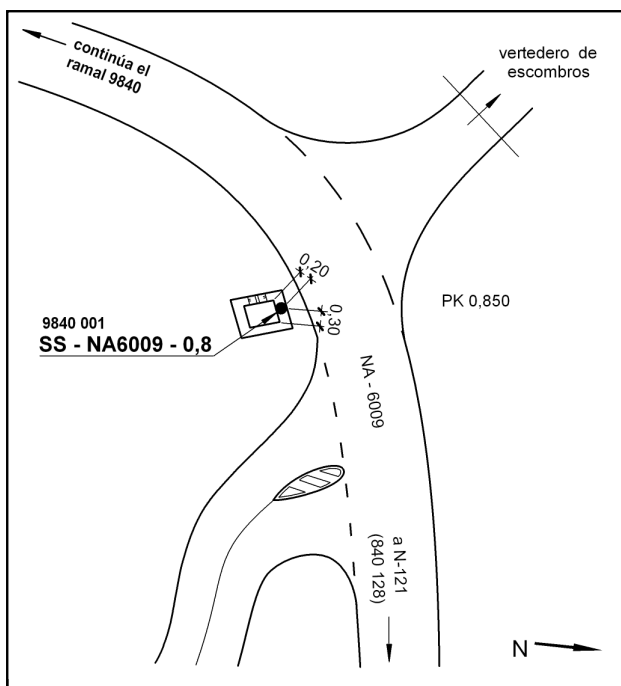 continúa el
ramal 9840
vertedero de
escombros
0,20
0,30
PK 0,850
9840 001
SS - NA6009 - 0,8
NA - 6009
a N-121
(840 128)
N